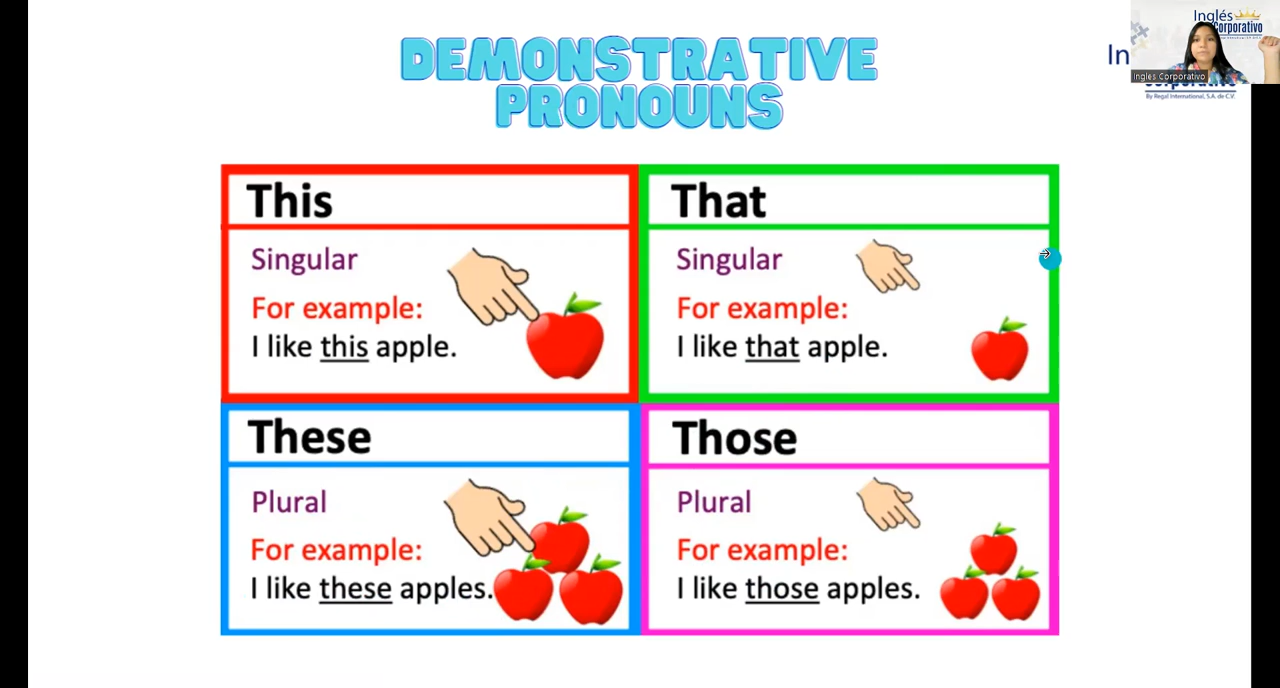 DEMONSTRATIVE
PRONOUNS
Inglés
Corporativo
Ingles Corporativo
In
By Regal International, S.A. de C.V.
This
Singular
For example:
I like this apple.
That
Singular
For example:
I like that apple.
These
Plural
For example:
I like these apples.
Those
Plural
For example:
I like those apples.